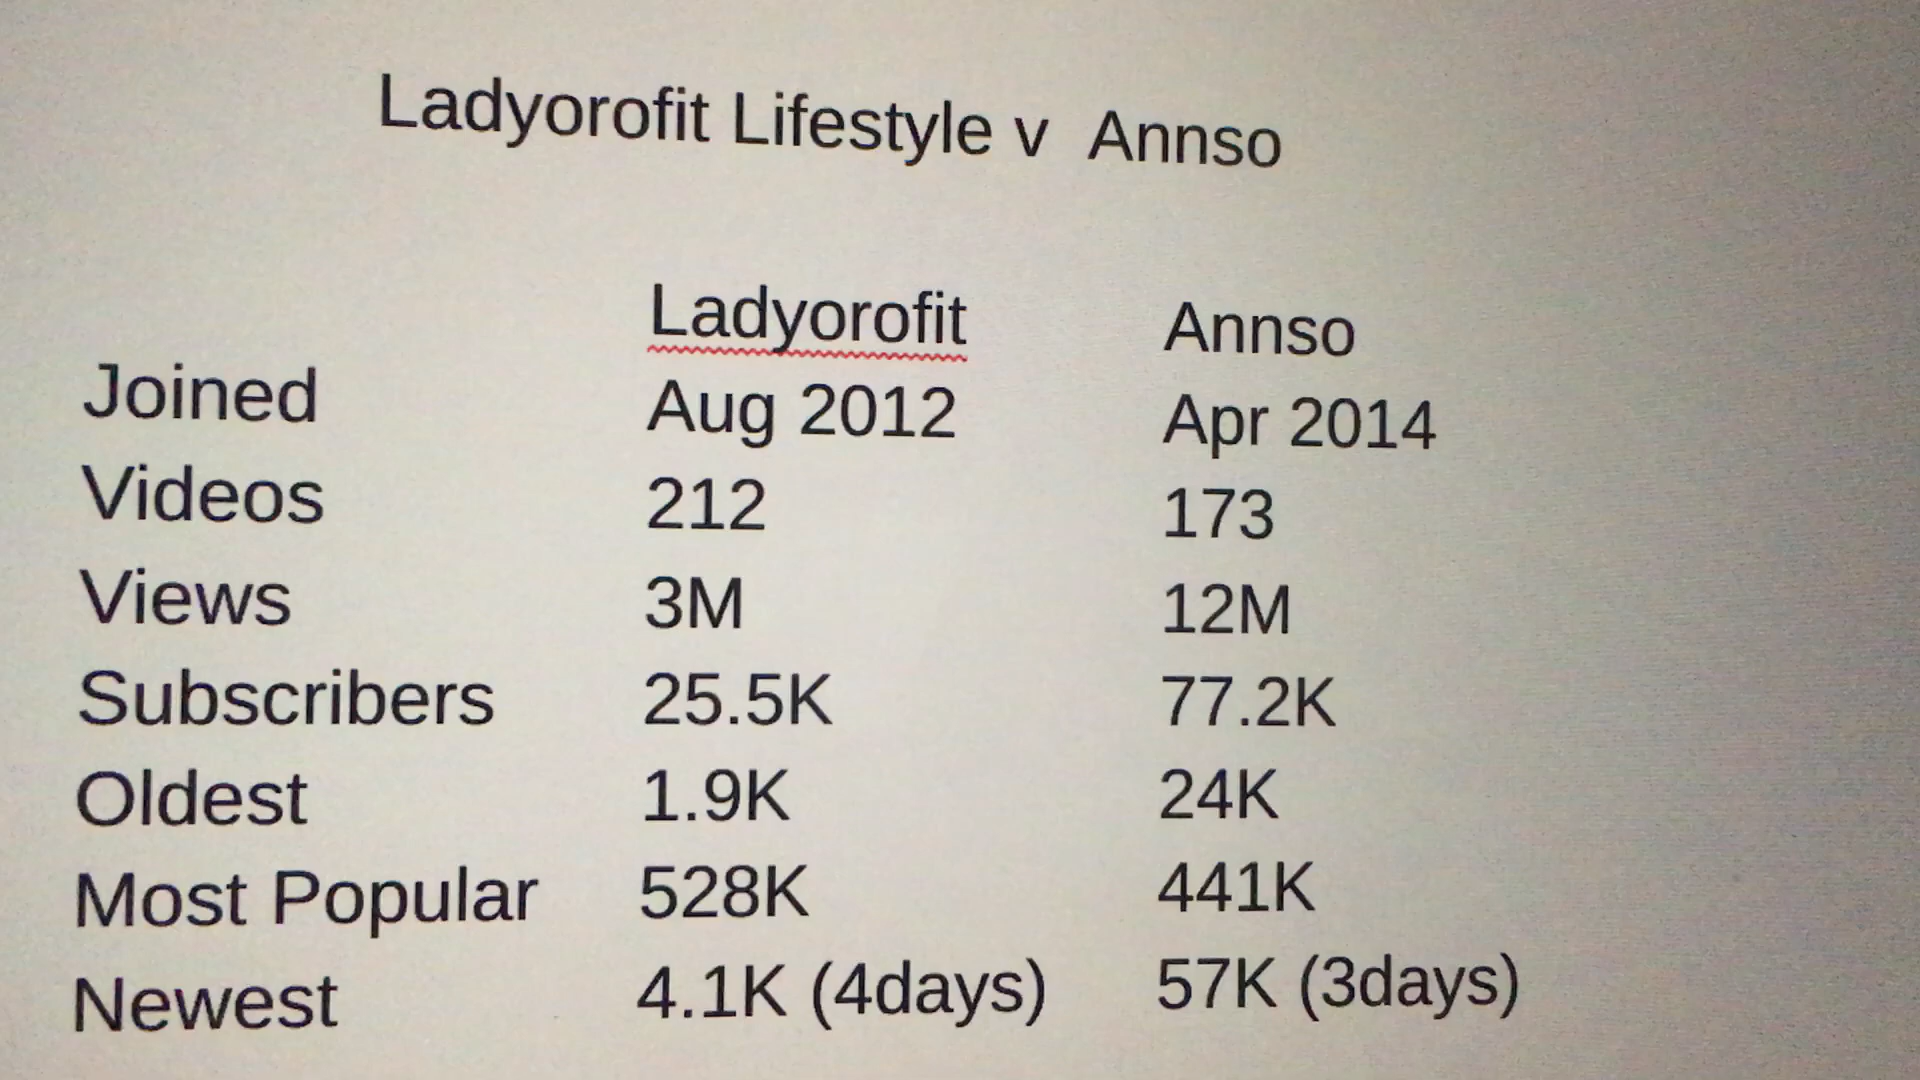 Ladyorofit Lifestyle v Annso
Ladyorofit Annso
Joined Aug 2012 Apr 2014
Videos 212 173
Views 3M 12M
Subscribers 25.5K 77.2K
Oldest 1.9K 24K
Most Popular 528K 441K
Newest 4.1K (4days) 57K (3days)